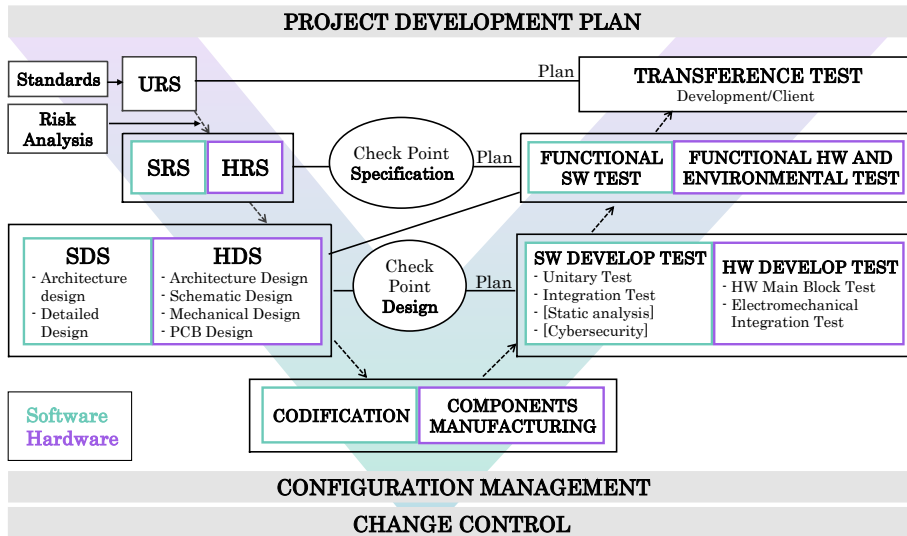 PROJECT DEVELOPMENT PLAN
Standards
URS
Plan
TRANSFERENCE TEST
Development/Client
Risk
Analysis
SRS
HRS
Check Point
Specification
Plan
FUNCTIONAL
SW TEST
FUNCTIONAL HW AND
ENVIRONMENTAL TEST
SDS
- Architecture
design
- Detailed
Design
HDS
- Architecture Design
- Schematic Design
- Mechanical Design
- PCB Design
Check
Point
Design
Plan
SW DEVELOP TEST
- Unitary Test
- Integration Test
- [Static analysis]
- [Cybersecurity]
HW DEVELOP TEST
- HW Main Block Test
- Electromechanical
Integration Test
CODIFICATION
COMPONENTS
MANUFACTURING
Software
Hardware
CONFIGURATION MANAGEMENT
CHANGE CONTROL